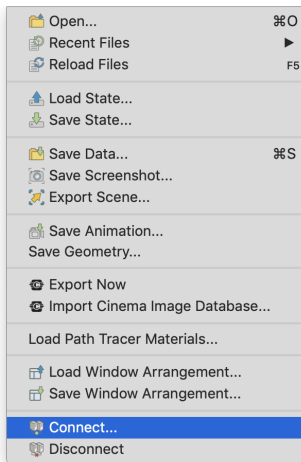 Open... ⌘O
Recent Files ▶
Reload Files F5
Load State...
Save State...
Save Data... ⌘S
Save Screenshot...
Export Scene...
Save Animation...
Save Geometry...
Export Now
Import Cinema Image Database...
Load Path Tracer Materials...
Load Window Arrangement...
Save Window Arrangement...
Connect...
Disconnect